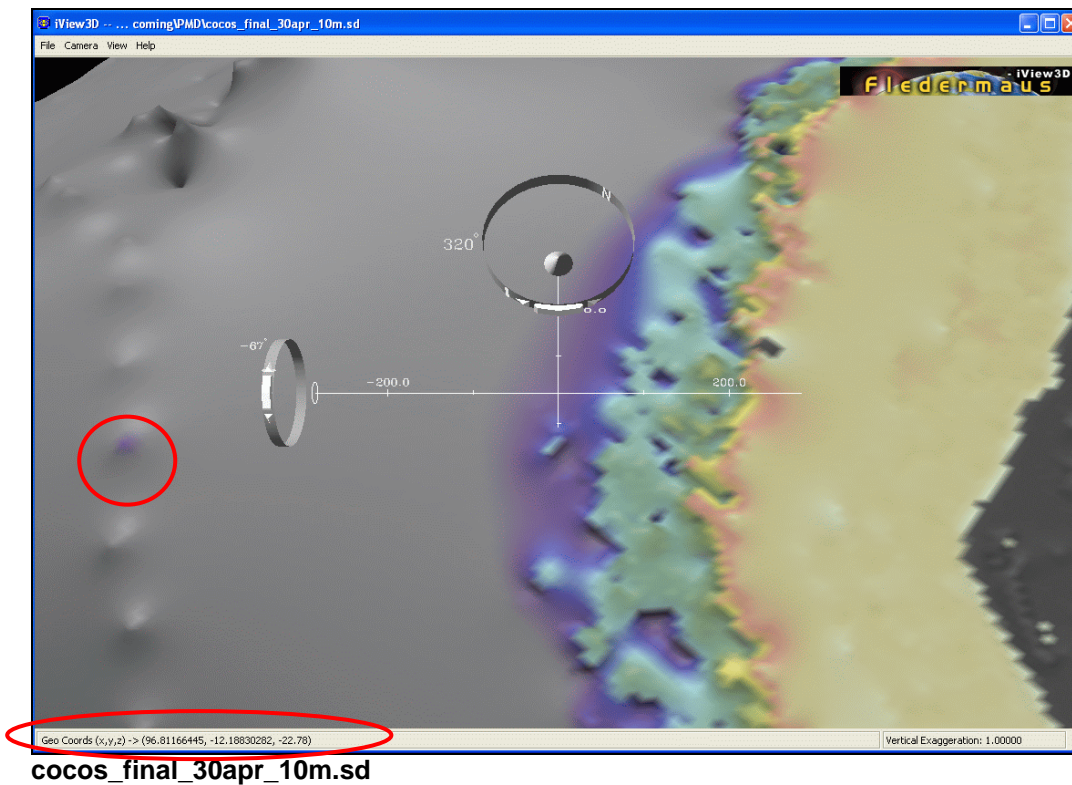 iView3D -- ... coming\PMD\cocos_final_30apr_10m.sd
File Camera View Help
- iView3D
Fledermaus
N
320°
0.0
-67°
-200.0
200.0
Geo Coords (x,y,z) -> (96.81166445, -12.18830282, -22.78)
Vertical Exaggeration: 1.00000
cocos_final_30apr_10m.sd